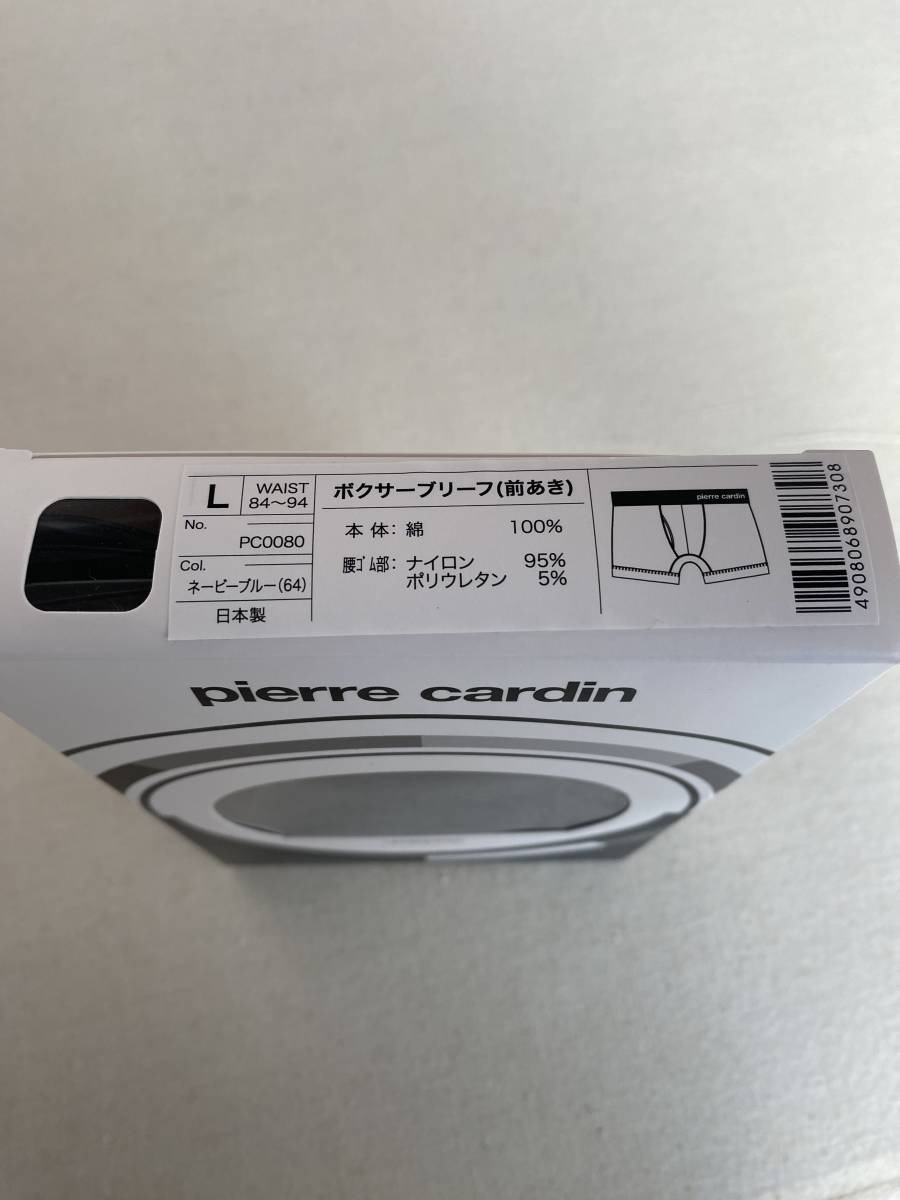 L
WAIST
84～94
No.
PC0080
Col.
ネービーブルー(64)
日本製
ボクサーブリーフ(前あき)
本体：綿 100%
腰ｺﾞﾑ部：ナイロン 95%
ポリウレタン 5%
pierre cardin
4908068907308
pierre cardin